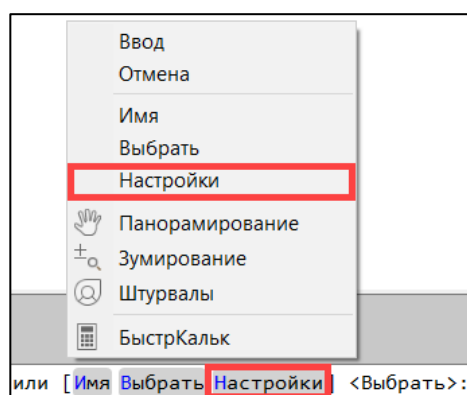 Ввод
Отмена
Имя
Выбрать
Настройки
Панорамирование
Зумирование
Штурвалы
БыстрКальк
или [Имя Выбрать Настройки] <Выбрать>: